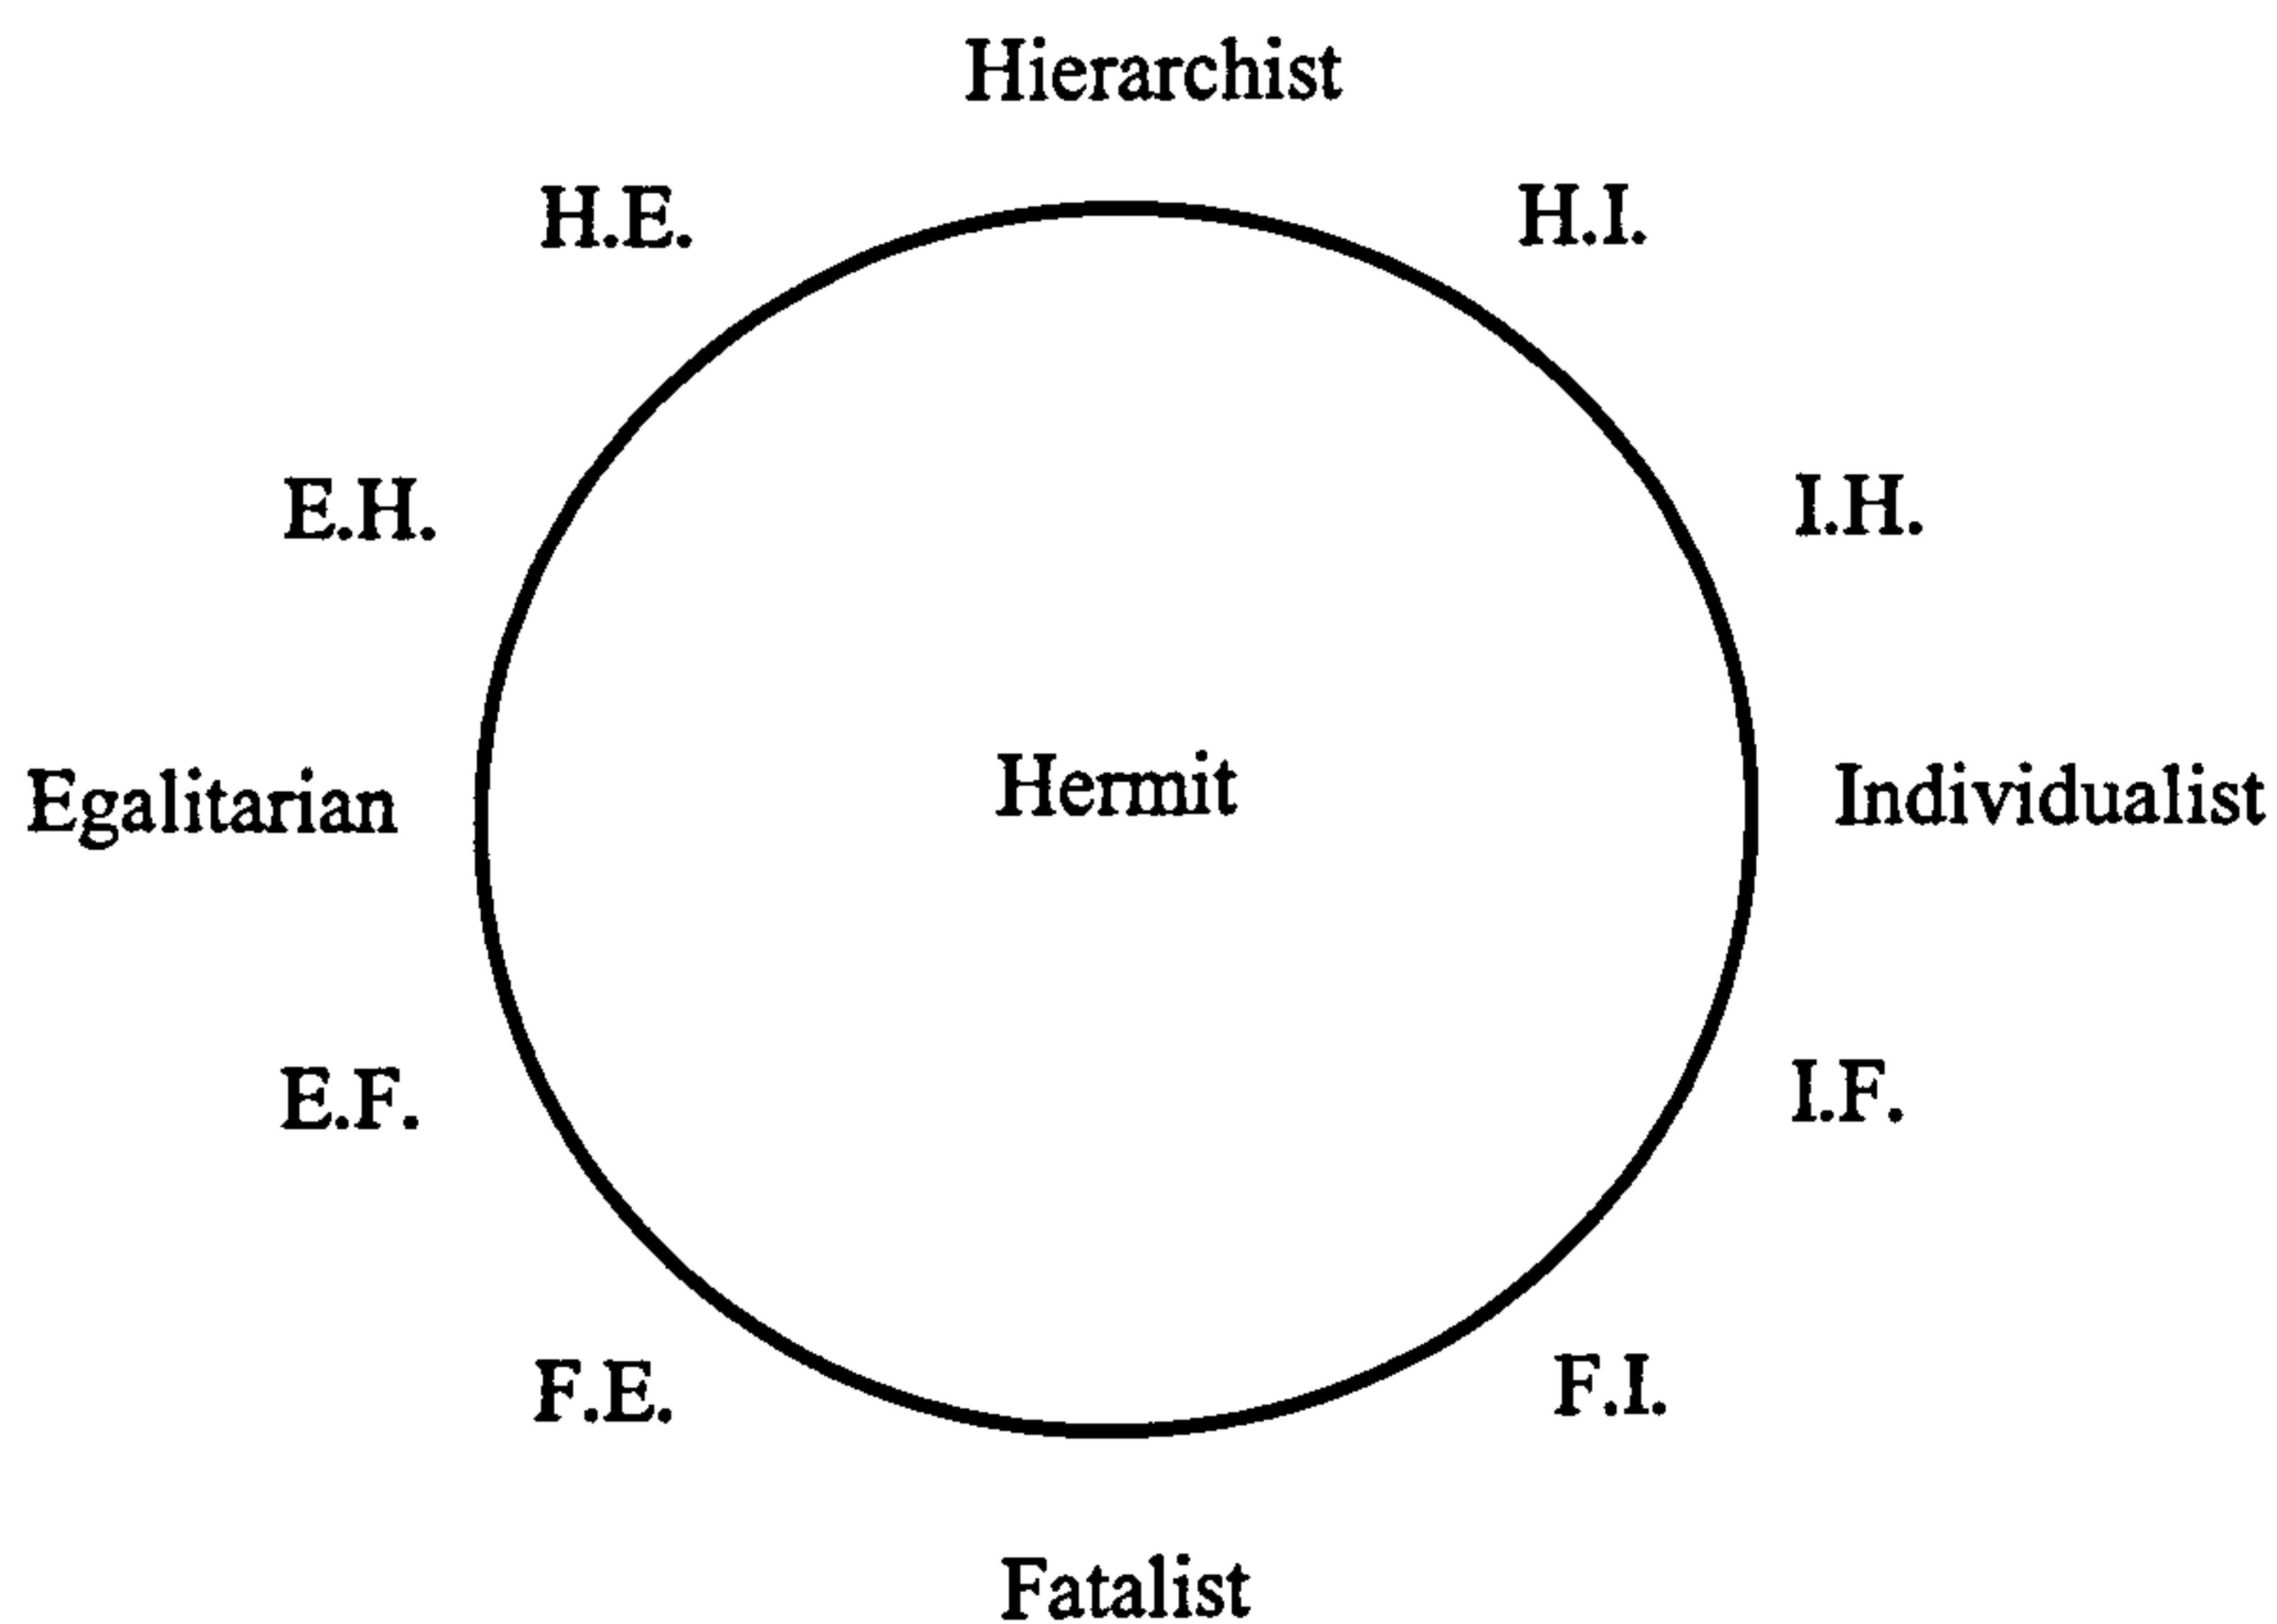 Hierarchist
H.E.
H.I.
E.H.
I.H.
Egalitarian
Hermit
Individualist
E.F.
I.F.
F.E.
F.I.
Fatalist